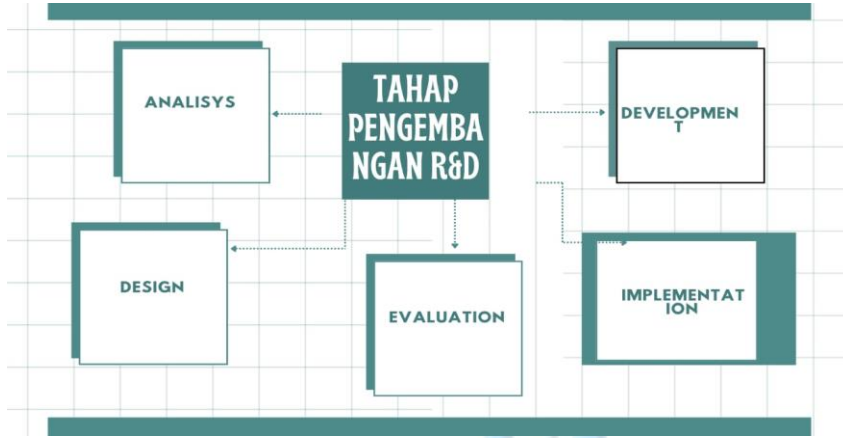 TAHAP
PENGEMBA
NGAN R&D
ANALISYS
DEVELOPMEN
T
DESIGN
EVALUATION
IMPLEMENTAT
ION